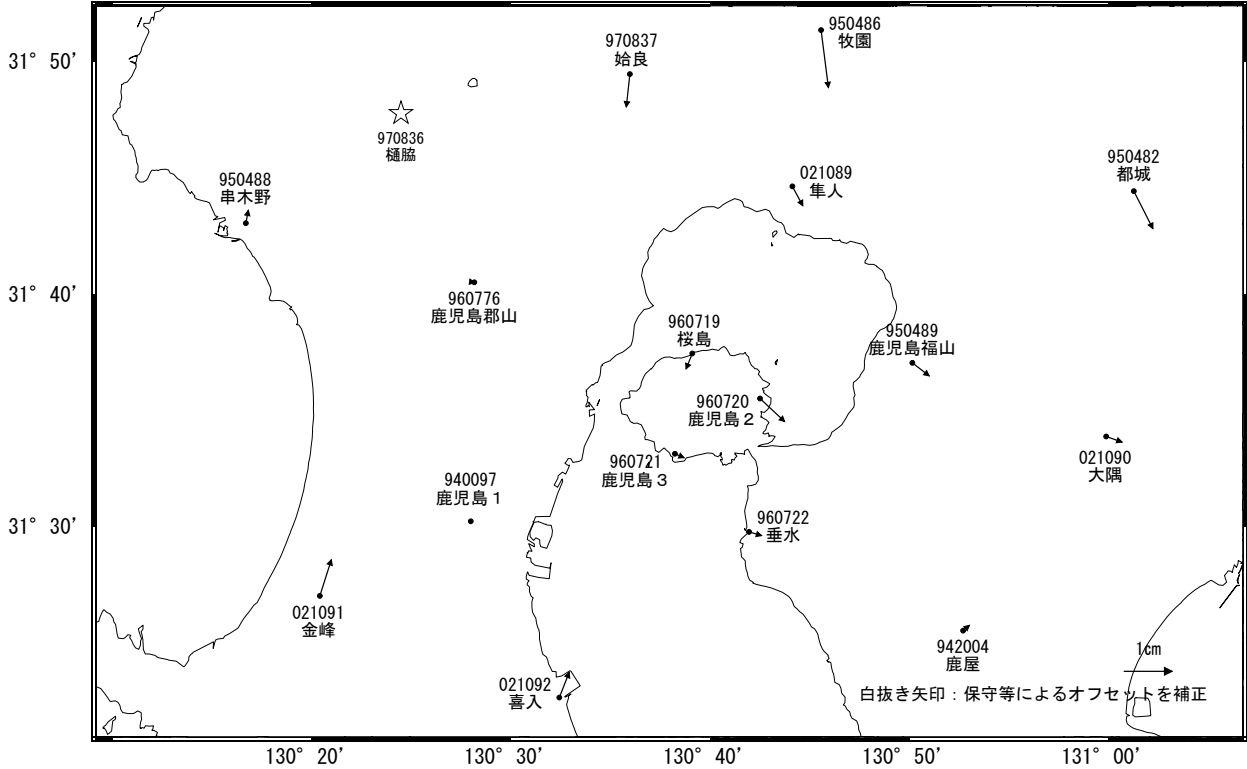 950486
牧園
970837
姶良
31° 50'
970836
樋脇
950482
都城
021089
隼人
950488
串木野
31° 40'
960776
鹿児島郡山
960719
桜島
950489
鹿児島福山
960720
鹿児島2
960721
鹿児島3
021090
大隅
940097
鹿児島1
31° 30'
960722
垂水
021091
金峰
942004
鹿屋
1cm
021092
喜入
白抜き矢印：保守等によるオフセットを補正
130° 20'
130° 30'
130° 40'
130° 50'
131° 00'